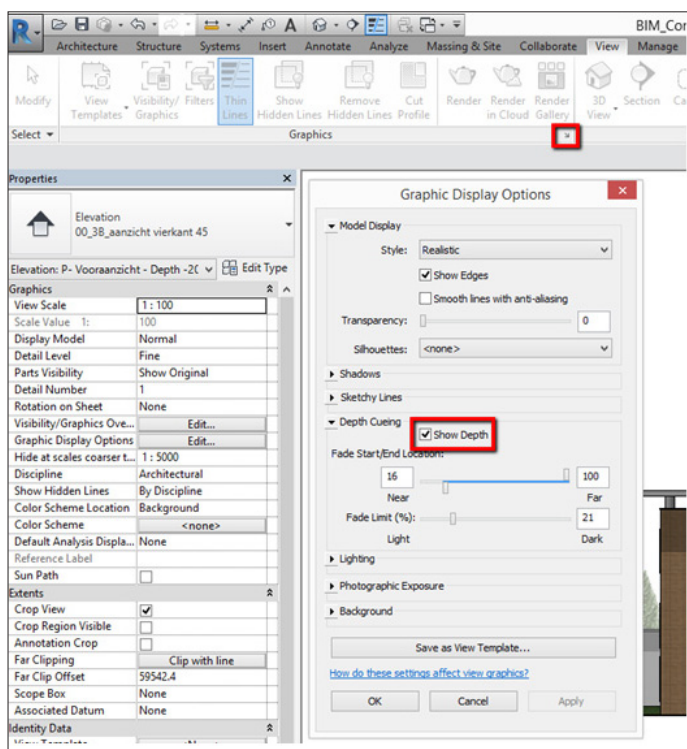 BIM_Cor
Architecture Structure Systems Insert Annotate Analyze Massing & Site Collaborate View Manage
Modify View Templates Visibility/ Graphics Filters Thin Lines Show Hidden Lines Remove Hidden Lines Cut Profile Render Render in Cloud Render Gallery 3D View Section Ca
Select Graphics
Properties
Elevation
00_3B_aanzicht vierkant 45
Elevation: P- Vooraanzicht - Depth -2( Edit Type
Graphics
View Scale 1 : 100
Scale Value 1: 100
Display Model Normal
Detail Level Fine
Parts Visibility Show Original
Detail Number 1
Rotation on Sheet None
Visibility/Graphics Ove... Edit...
Graphic Display Options Edit...
Hide at scales coarser t... 1 : 5000
Discipline Architectural
Show Hidden Lines By Discipline
Color Scheme Location Background
Color Scheme <none>
Default Analysis Displa... None
Reference Label
Sun Path
Extents
Crop View
Crop Region Visible
Annotation Crop
Far Clipping Clip with line
Far Clip Offset 59542.4
Scope Box None
Associated Datum None
Identity Data
Graphic Display Options
Model Display
Style: Realistic
Show Edges
Smooth lines with anti-aliasing
Transparency: 0
Silhouettes: <none>
Shadows
Sketchy Lines
Depth Cueing
Show Depth
Fade Start/End Location:
16 100
Near Far
Fade Limit (%): 21
Light Dark
Lighting
Photographic Exposure
Background
Save as View Template...
How do these settings affect view graphics?
OK Cancel Apply